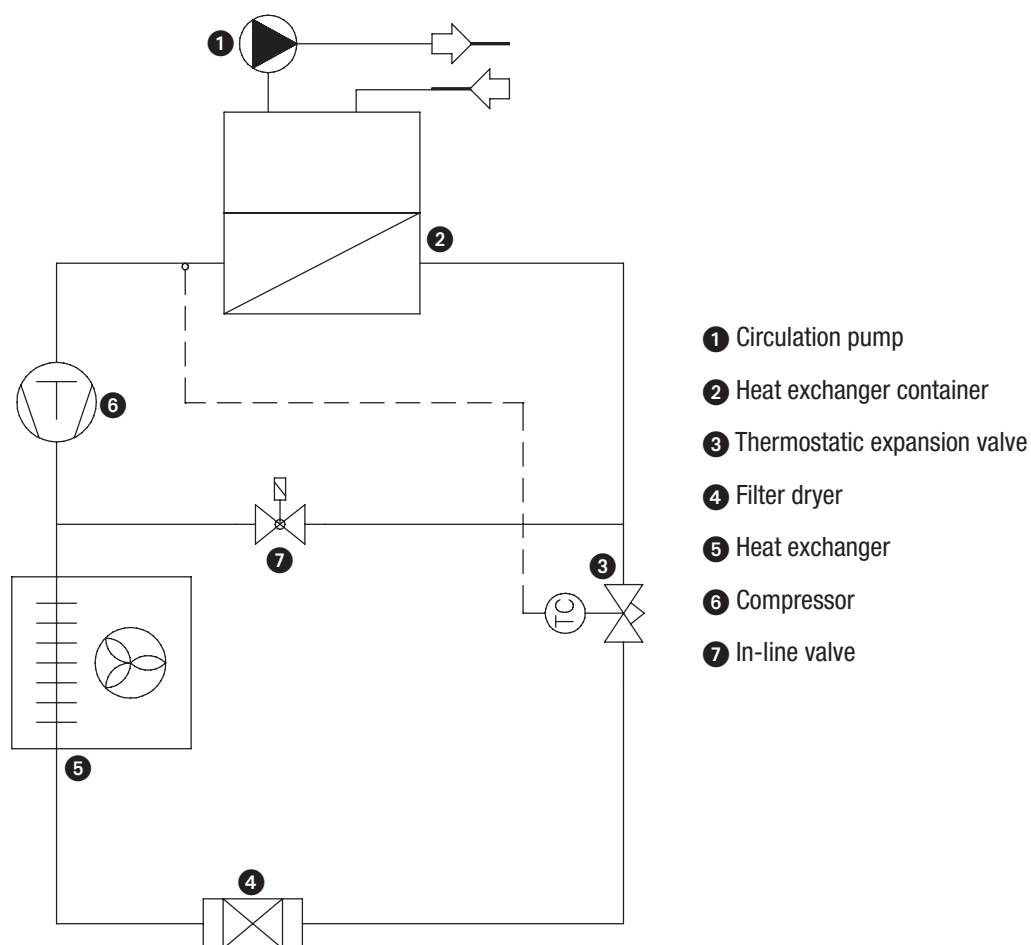 1
2
6
7
3
TC
5
4
1 Circulation pump
2 Heat exchanger container
3 Thermostatic expansion valve
4 Filter dryer
5 Heat exchanger
6 Compressor
7 In-line valve